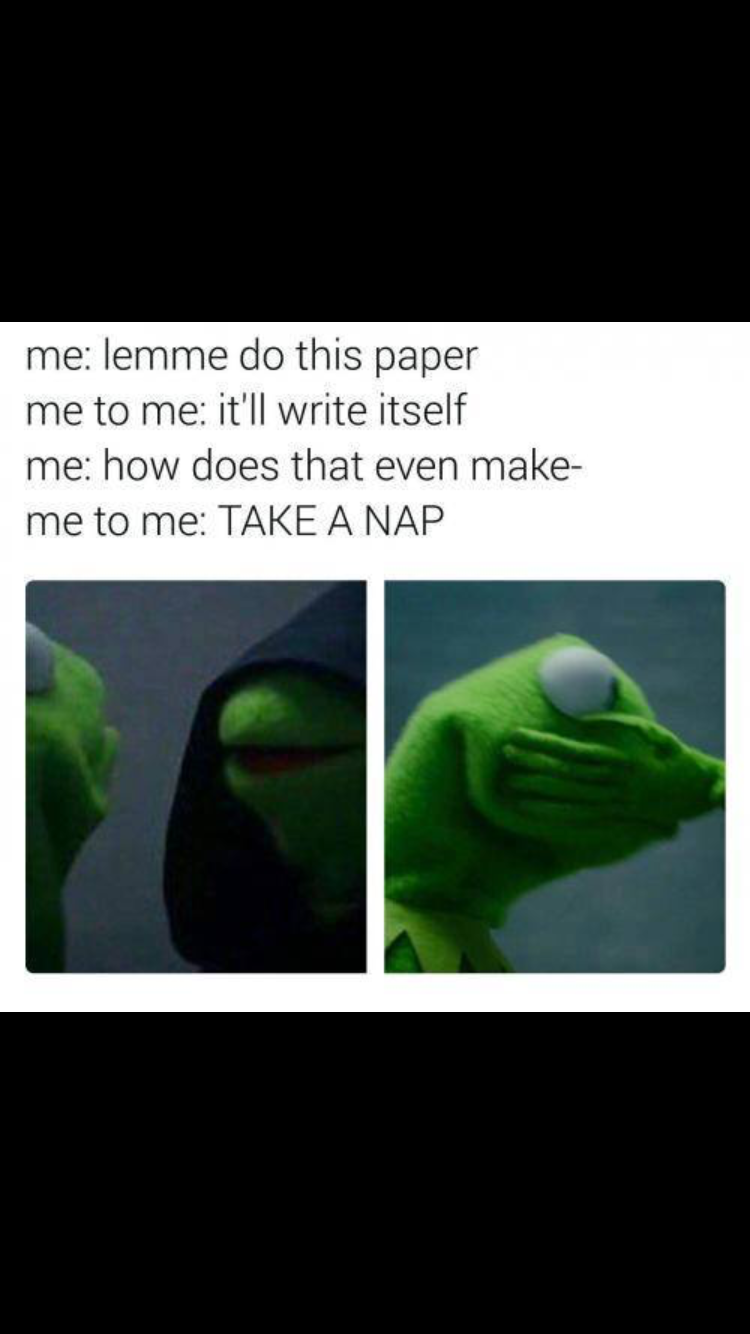 me: lemme do this paper
me to me: it'll write itself
me: how does that even make-
me to me: TAKE A NAP